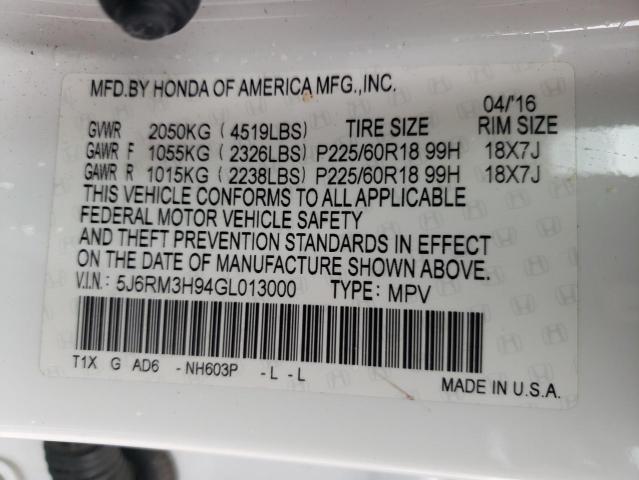 MFD.BY HONDA OF AMERICA MFG.,INC.
04/'16
GVWR 2050KG ( 4519LBS) TIRE SIZE RIM SIZE
GAWR F 1055KG ( 2326LBS) P225/60R18 99H 18X7J
GAWR R 1015KG ( 2238LBS) P225/60R18 99H 18X7J
THIS VEHICLE CONFORMS TO ALL APPLICABLE
FEDERAL MOTOR VEHICLE SAFETY
AND THEFT PREVENTION STANDARDS IN EFFECT
ON THE DATE OF MANUFACTURE SHOWN ABOVE.
V.I.N.: 5J6RM3H94GL013000 TYPE: MPV
T1X G AD6 -NH603P -L -L
MADE IN U.S.A.